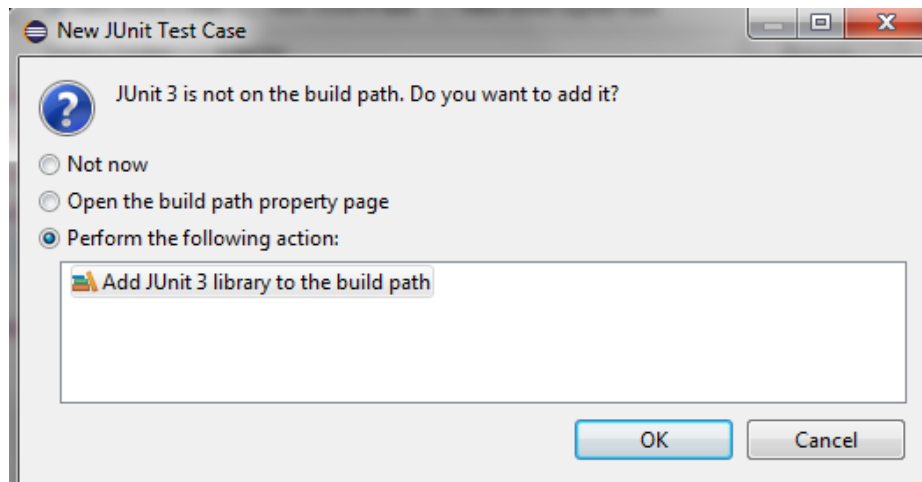 New JUnit Test Case
JUnit 3 is not on the build path. Do you want to add it?
Not now
Open the build path property page
Perform the following action:
Add JUnit 3 library to the build path
OK
Cancel